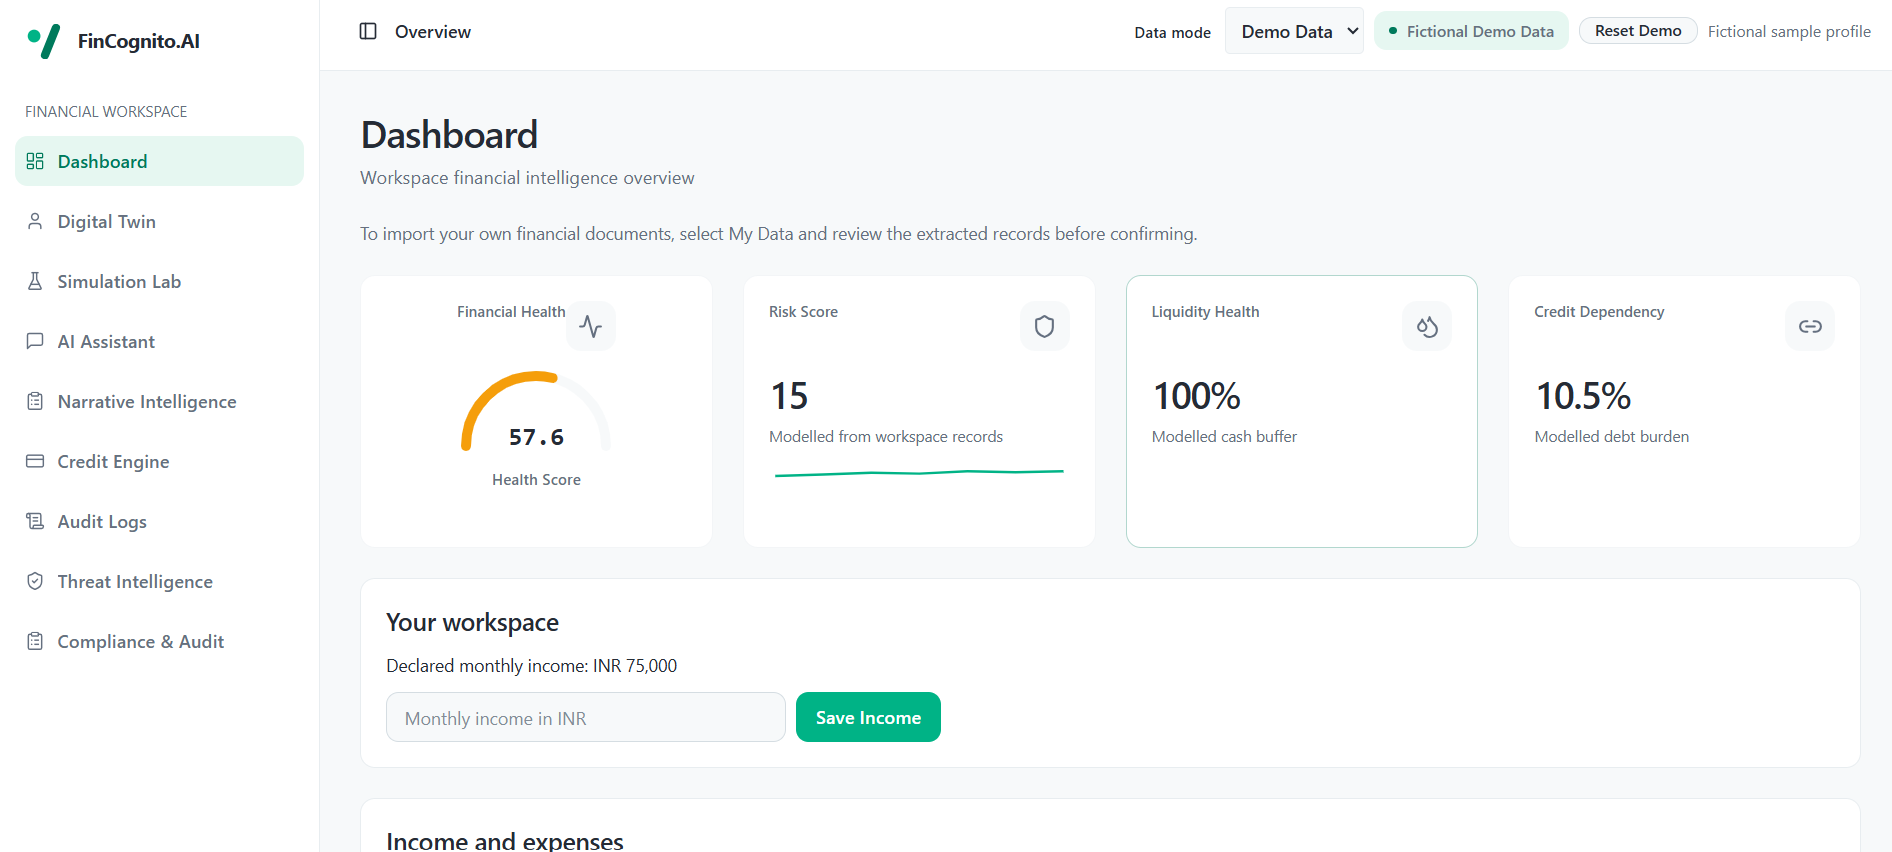 FinCognito.AI
FINANCIAL WORKSPACE
Dashboard
Digital Twin
Simulation Lab
AI Assistant
Narrative Intelligence
Credit Engine
Audit Logs
Threat Intelligence
Compliance & Audit
Overview
Data mode
Demo Data
Fictional Demo Data
Reset Demo
Fictional sample profile
Dashboard
Workspace financial intelligence overview
To import your own financial documents, select My Data and review the extracted records before confirming.
Financial Health
57.6
Health Score
Risk Score
15
Modelled from workspace records
Liquidity Health
100%
Modelled cash buffer
Credit Dependency
10.5%
Modelled debt burden
Your workspace
Declared monthly income: INR 75,000
Monthly income in INR
Save Income
Income and expenses